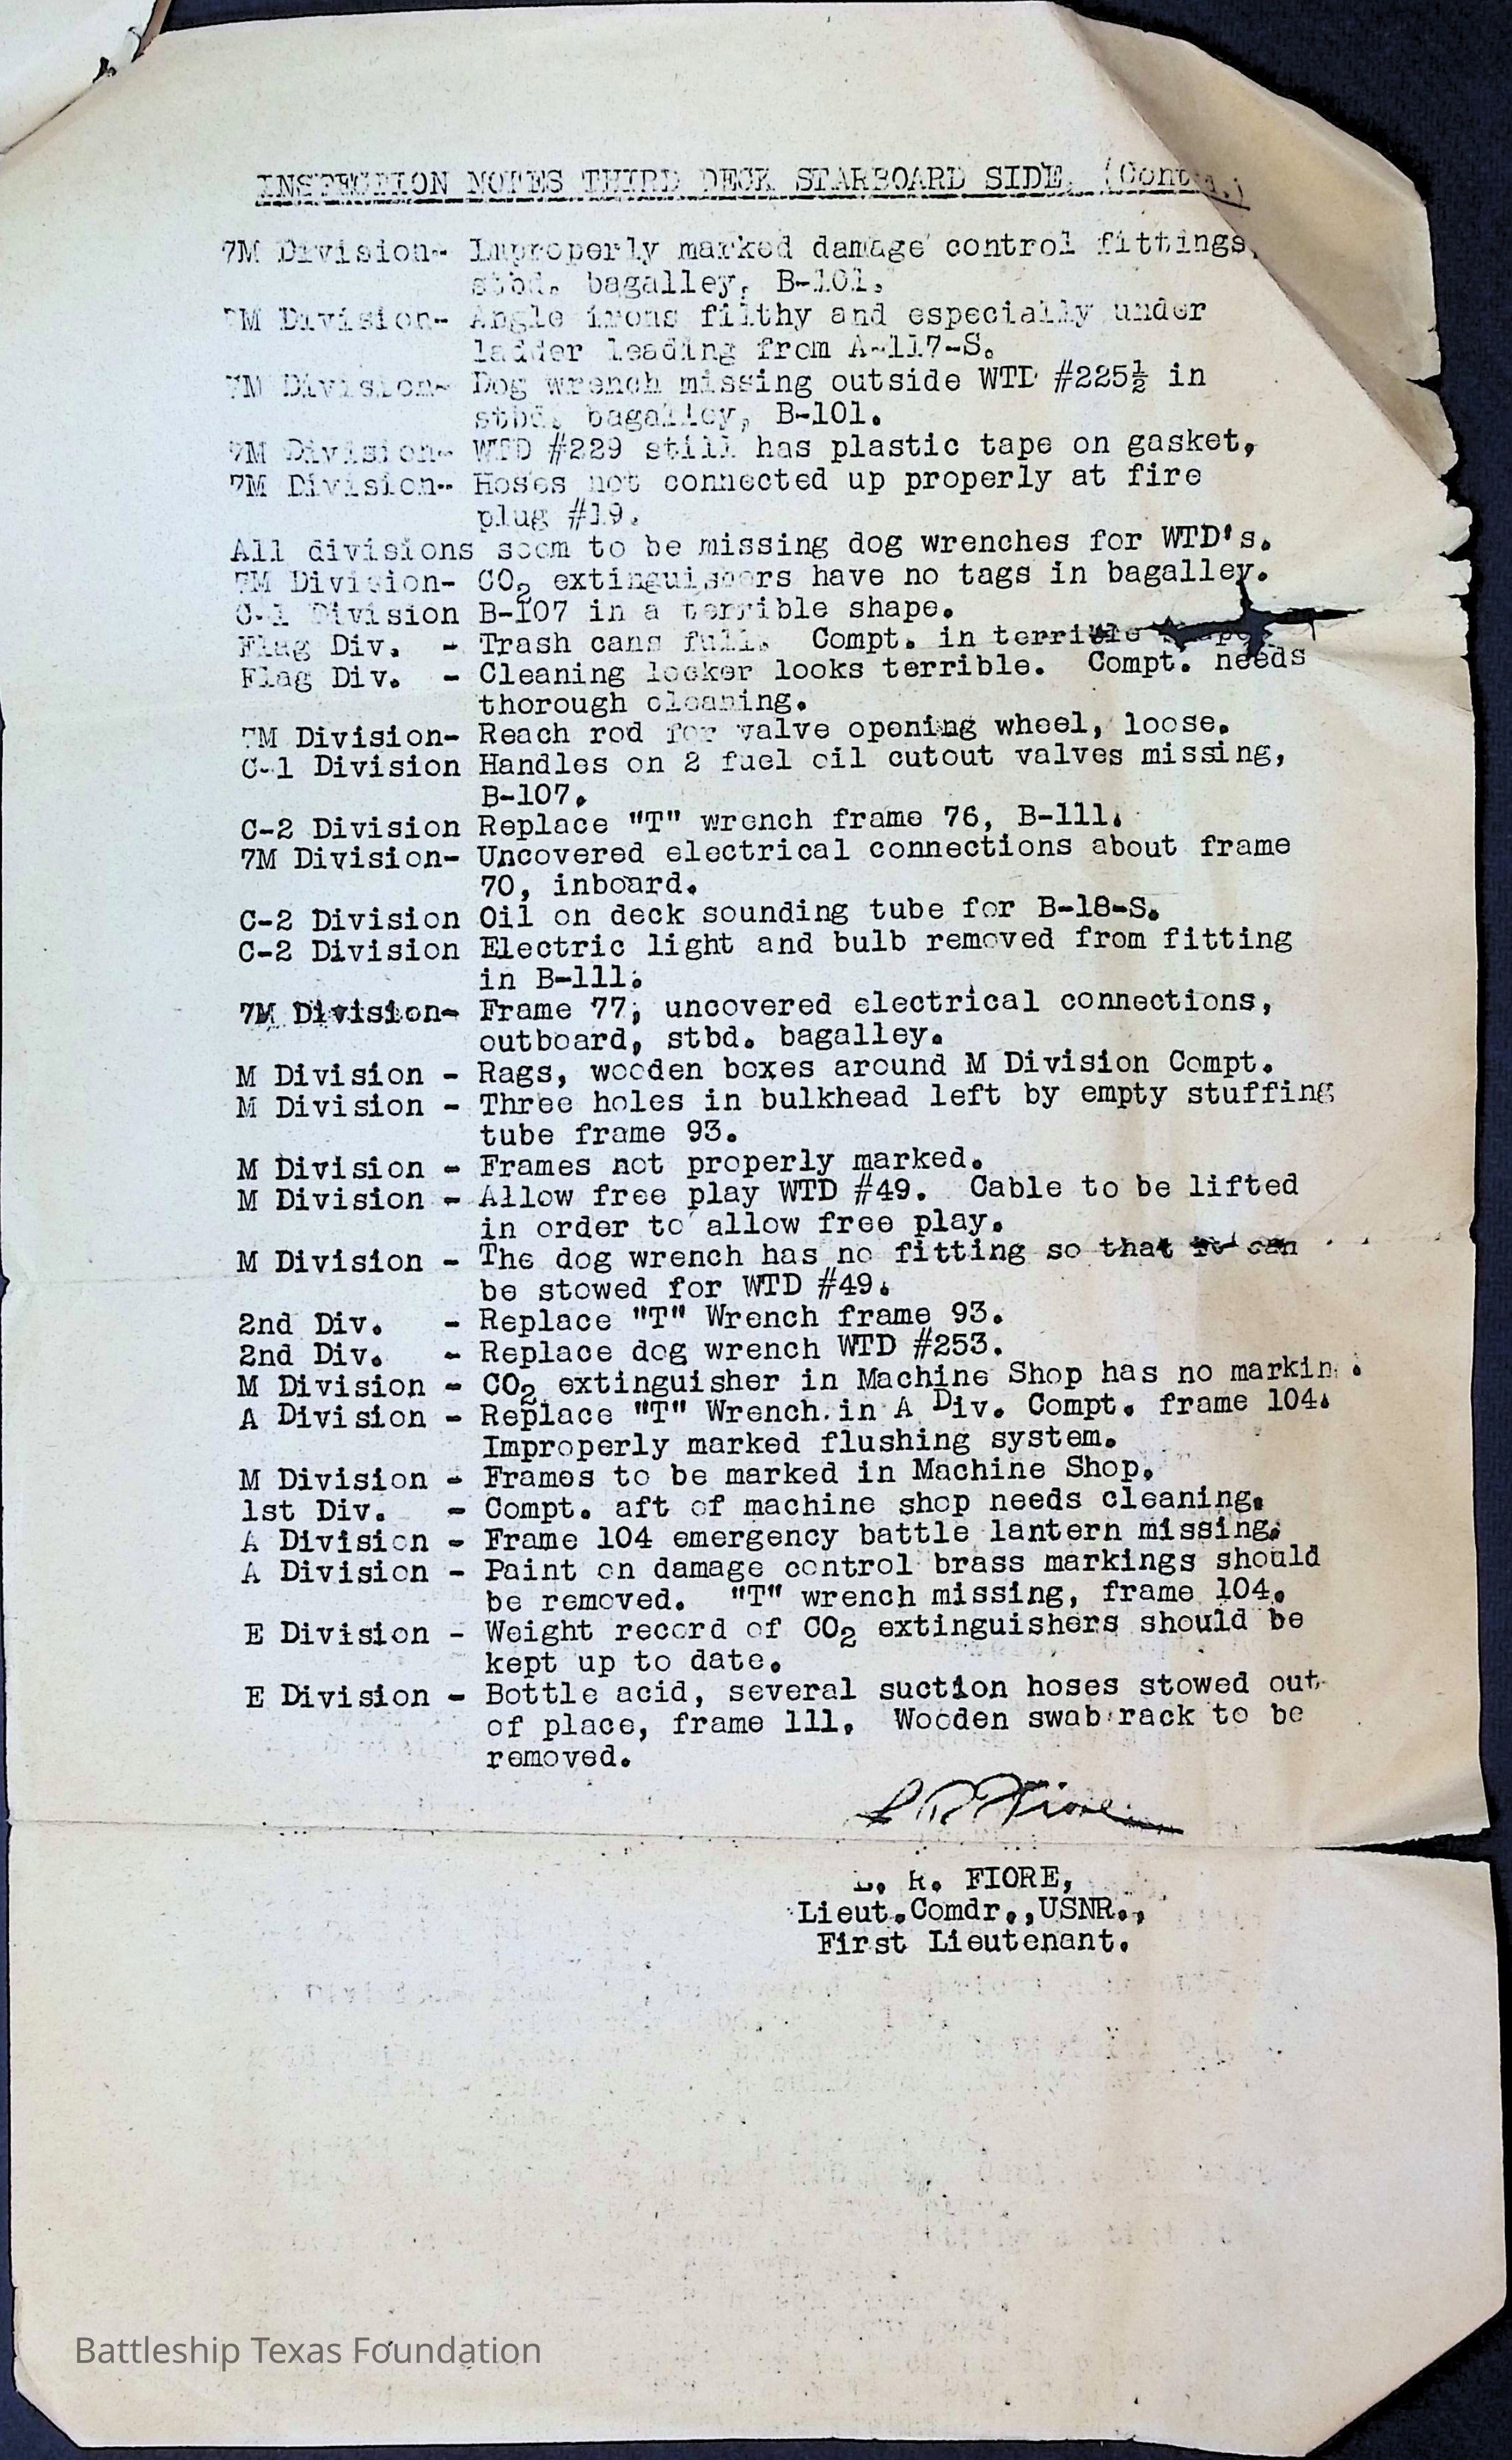 INSPECTION NOTES THIRD DECK STARBOARD SIDE (Cont'd.)
7M Division- Improperly marked damage control fittings,
stbd. bagalley, B-101.
7M Division- Angle irons filthy and especially under
ladder leading from A-117-S.
7M Division- Dog wrench missing outside WTD #225½ in
stbd. bagalley, B-101.
7M Division- WTD #229 still has plastic tape on gasket.
7M Division- Hoses not connected up properly at fire
plug #19.
All divisions seem to be missing dog wrenches for WTD's.
7M Division- CO2 extinguishers have no tags in bagalley.
C-1 Division B-107 in a terrible shape.
Flag Div. - Trash cans full. Compt. in terrible shape.
Flag Div. - Cleaning locker looks terrible. Compt. needs
thorough cleaning.
7M Division- Reach rod for valve opening wheel, loose.
C-1 Division Handles on 2 fuel oil cutout valves missing,
B-107.
C-2 Division Replace "T" wrench frame 76, B-111.
7M Division- Uncovered electrical connections about frame
70, inboard.
C-2 Division Oil on deck sounding tube for B-18-S.
C-2 Division Electric light and bulb removed from fitting
in B-111.
7M Division- Frame 77, uncovered electrical connections,
outboard, stbd. bagalley.
M Division - Rags, wooden boxes around M Division Compt.
M Division - Three holes in bulkhead left by empty stuffing
tube frame 93.
M Division - Frames not properly marked.
M Division - Allow free play WTD #49. Cable to be lifted
in order to allow free play.
M Division - The dog wrench has no fitting so that it can
be stowed for WTD #49.
2nd Div. - Replace "T" Wrench frame 93.
2nd Div. - Replace dog wrench WTD #253.
M Division - CO2 extinguisher in Machine Shop has no marking.
A Division - Replace "T" Wrench in A Div. Compt. frame 104.
Improperly marked flushing system.
M Division - Frames to be marked in Machine Shop.
1st Div. - Compt. aft of machine shop needs cleaning.
A Division - Frame 104 emergency battle lantern missing.
A Division - Paint on damage control brass markings should
be removed. "T" wrench missing, frame 104.
E Division - Weight record of CO2 extinguishers should be
kept up to date.
E Division - Bottle acid, several suction hoses stowed out
of place, frame 111. Wooden swab rack to be
removed.
L R Fiore
L. R. FIORE,
Lieut.Comdr.,USNR.,
First Lieutenant.
Battleship Texas Foundation